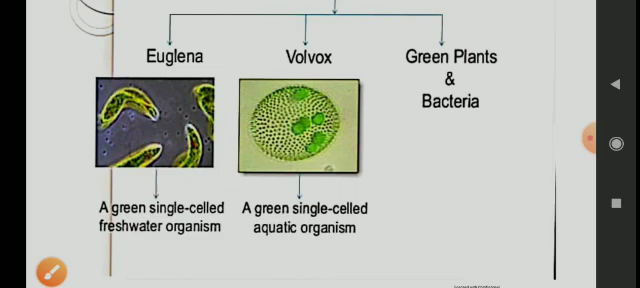 Euglena
Volvox
Green Plants
&
Bacteria
A green single-celled
freshwater organism
A green single-celled
aquatic organism